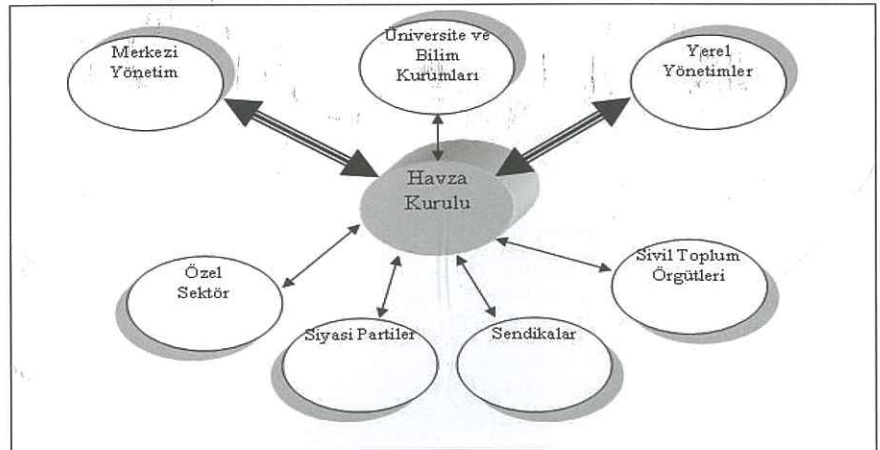 Merkezi
Yönetim
Üniversite ve
Bilim
Kurumları
Yerel
Yönetimler
Havza
Kurulu
Özel
Sektör
Siyasi Partiler
Sendikalar
Sivil Toplum
Örgütleri